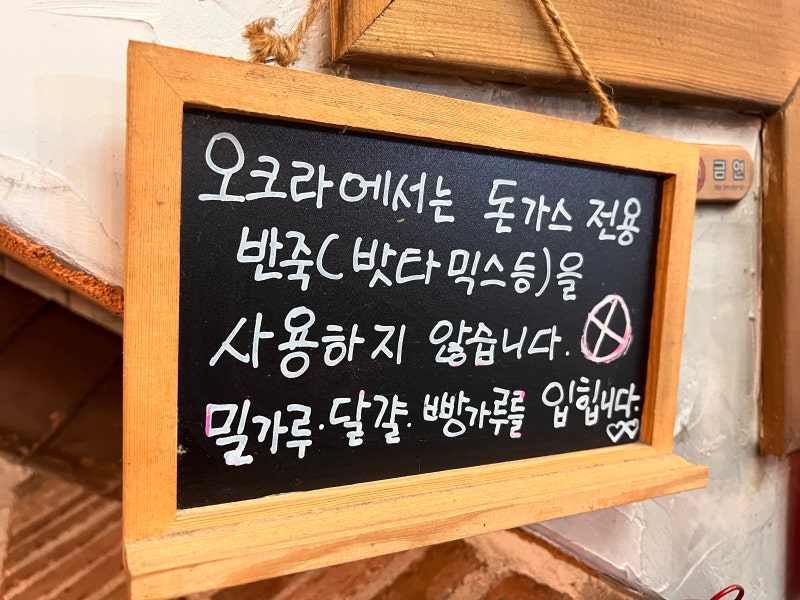 오크라에서는 돈가스 전용
반죽(밧타믹스등)을
사용하지 않습니다.
밀가루·달걀·빵가루를 입힙니다.
금연